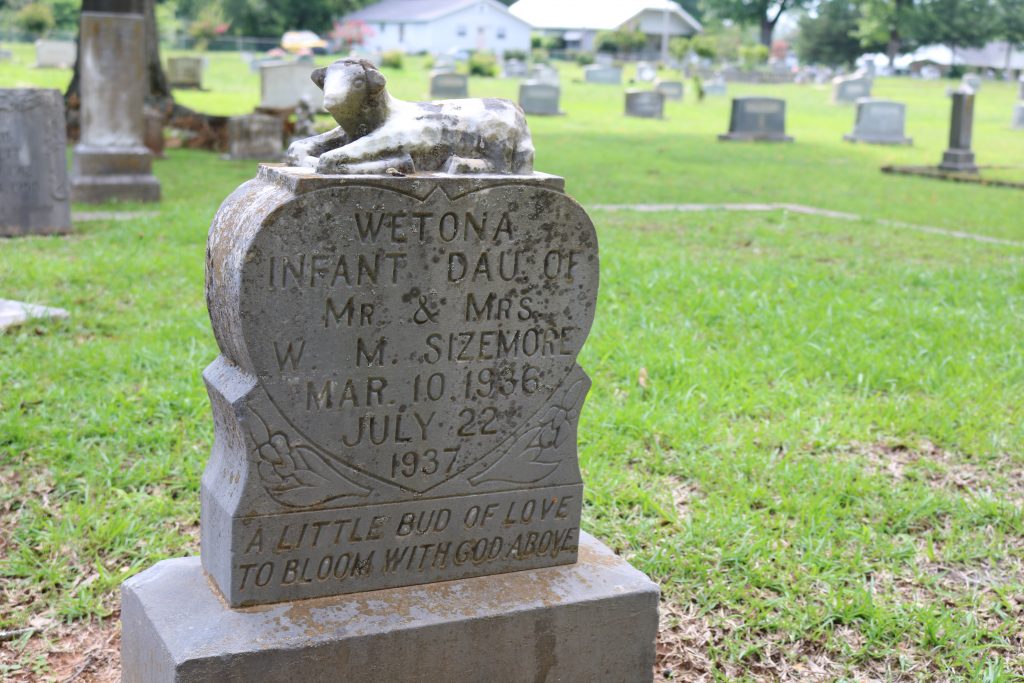 WETONA
INFANT DAU. OF
MR. & MRS.
W. M. SIZEMORE
MAR. 10. 1936
JULY 22
1937
A LITTLE BUD OF LOVE
TO BLOOM WITH GOD ABOVE.